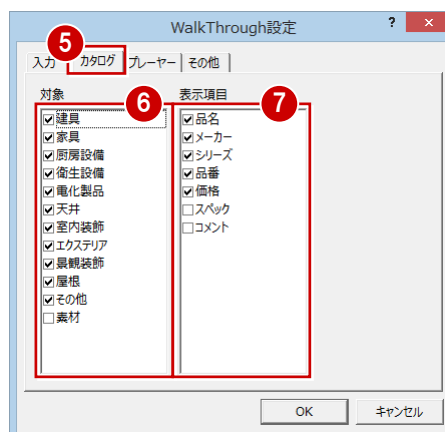 WalkThrough設定
? ×
5
入力 カタログ プレーヤー その他
対象 表示項目
6 7
建具
家具
厨房設備
衛生設備
電化製品
天井
室内装飾
エクステリア
景観装飾
屋根
その他
素材
品名
メーカー
シリーズ
品番
価格
スペック
コメント
OK キャンセル